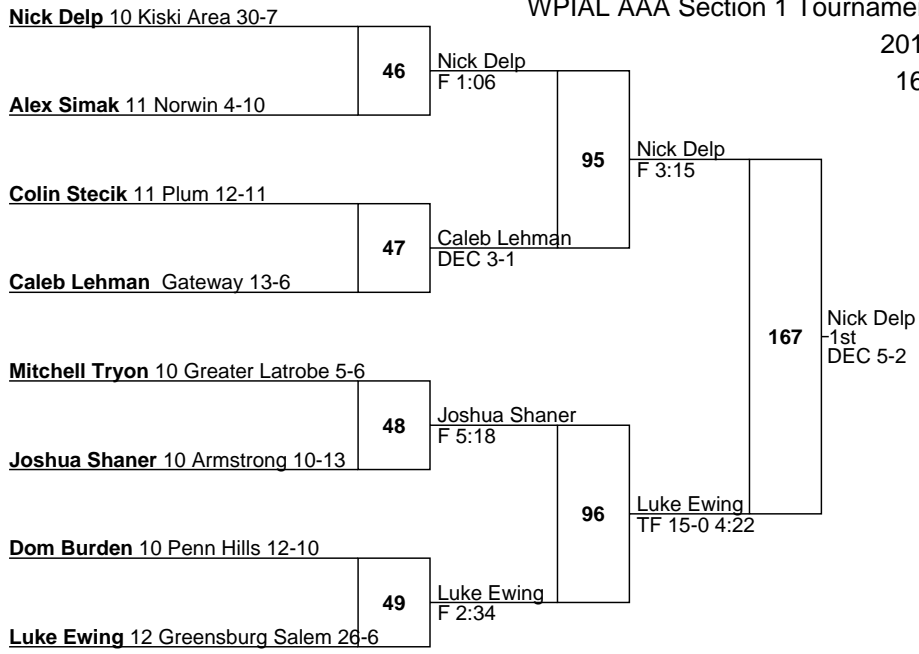 WPIAL AAA Section 1
201
16
Nick Delp 10 Kiski Area 30-7
46
Nick Delp
F 1:06
Alex Simak 11 Norwin 4-10
95
Nick Delp
F 3:15
Colin Stecik 11 Plum 12-11
47
Caleb Lehman
DEC 3-1
Caleb Lehman Gateway 13-6
167
Nick Delp
1st
DEC 5-2
Mitchell Tryon 10 Greater Latrobe 5-6
48
Joshua Shaner
F 5:18
Joshua Shaner 10 Armstrong 10-13
96
Luke Ewing
TF 15-0 4:22
Dom Burden 10 Penn Hills 12-10
49
Luke Ewing
F 2:34
Luke Ewing 12 Greensburg Salem 26-6